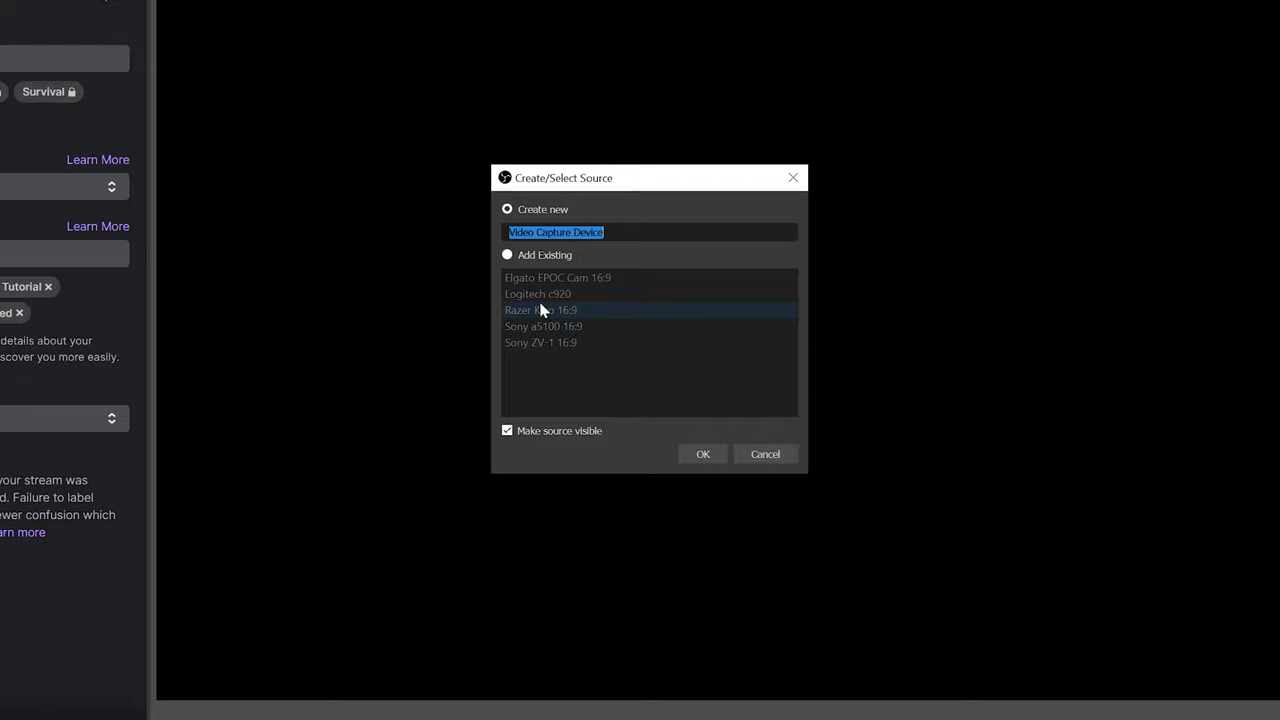 Survival
Learn More
Learn More
Tutorial ×
ed ×
details about your
scover you more easily.
your stream was
d. Failure to label
ewer confusion which
arn more
Create/Select Source
Create new
Video Capture Device
Add Existing
Elgato EPOC Cam 16:9
Logitech c920
Razer 16:9
Sony a5100 16:9
Sony ZV-1 16:9
Make source visible
OK Cancel